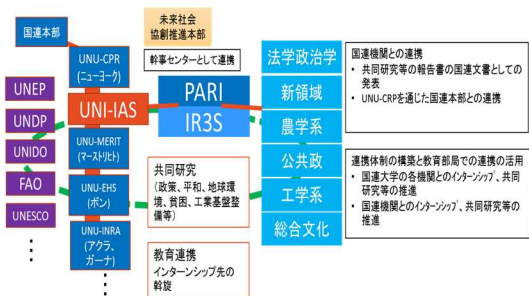 国連本部
未来社会
協創推進本部
幹事センターとして連携
UNU-CPR
(ニューヨーク)
UNI-IAS
UNU-MERIT
(マーストリヒト)
UNU-EHS
(ボン)
UNU-INRA
(アクラ、
ガーナ)
UNEP
UNDP
UNIDO
FAO
UNESCO
PARI
IR3S
共同研究
(政策、平和、地球環
境、貧困、工業基盤整
備等)
教育連携
インターンシップ先の
斡旋
法学政治学
新領域
農学系
公共政
工学系
総合文化
国連機関との連携
• 共同研究等の報告書の国連文書としての
発表
• UNU-CRPを通じた国連本部との連携
連携体制の構築と教育部局での連携の活用
• 国連大学の各機関とのインターンシップ、共同
研究等の推進
• 国連機関とのインターンシップ、共同研究等の
推進